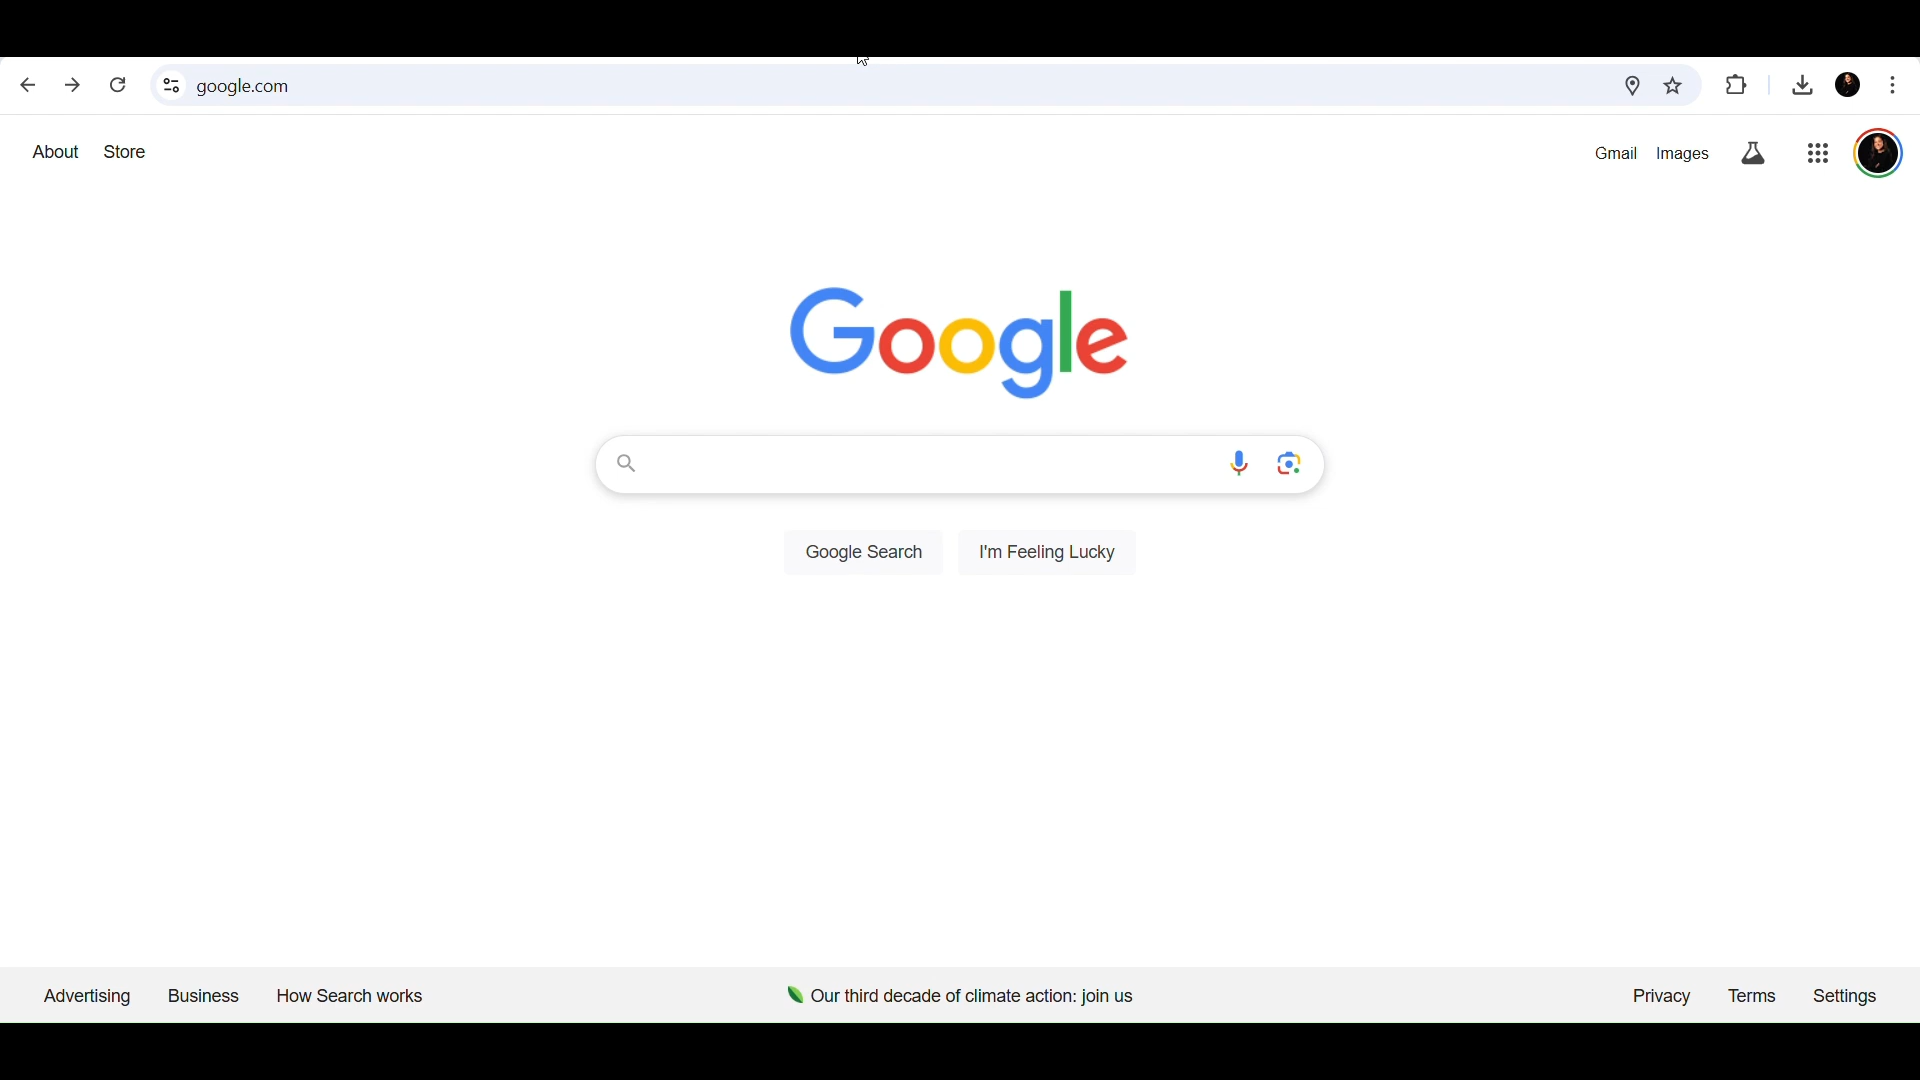 google.com
About Store
Gmail Images
Google
Google Search I'm Feeling Lucky
Advertising Business How Search works
Our third decade of climate action: join us
Privacy Terms Settings